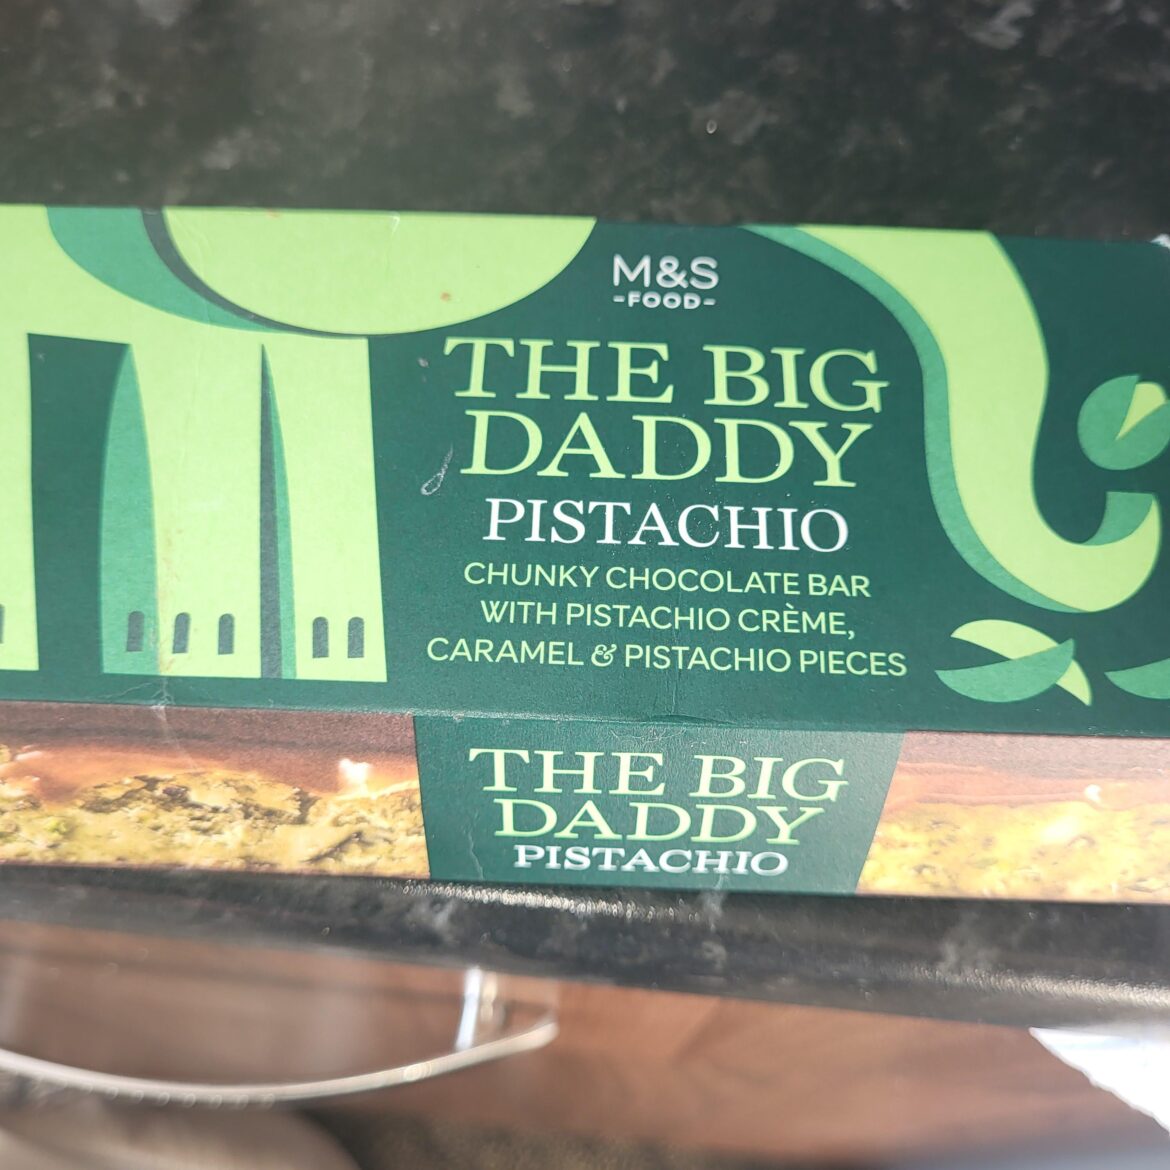 M&S
-FOOD-
THE BIG
DADDY
PISTACHIO
CHUNKY CHOCOLATE BAR
WITH PISTACHIO CRÈME,
CARAMEL & PISTACHIO PIECES
THE BIG
DADDY
PISTACHIO